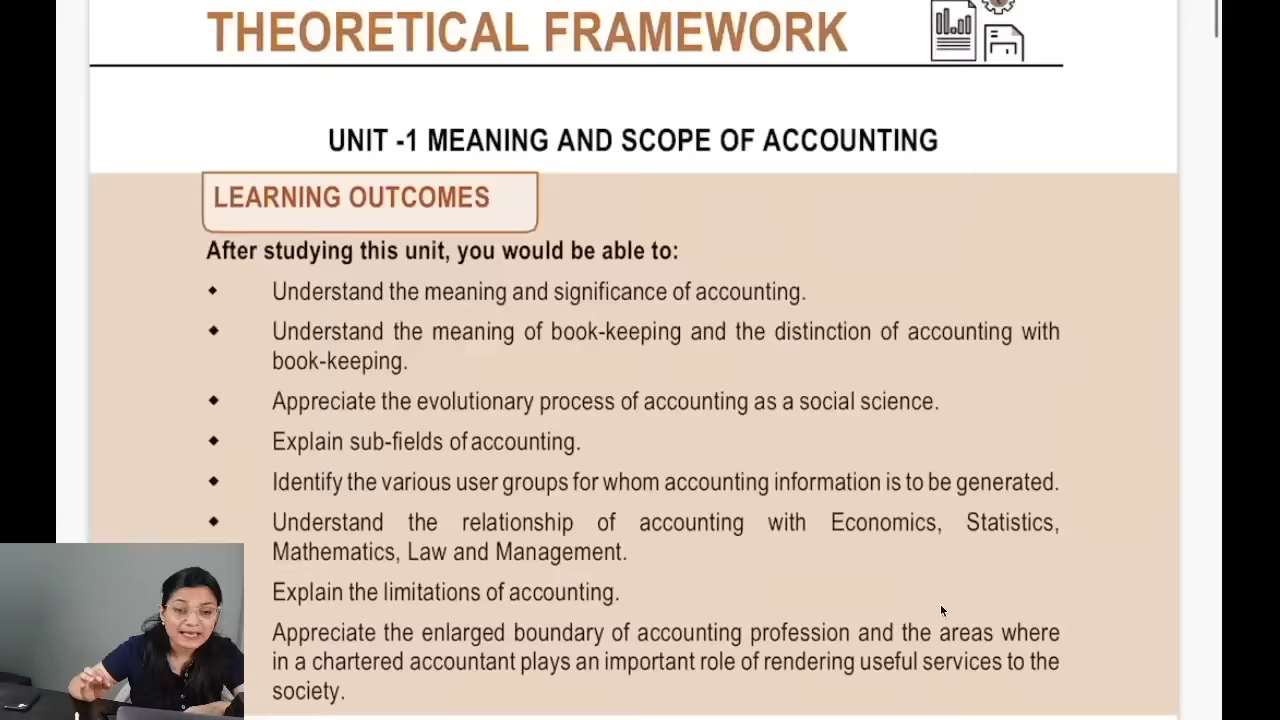 THEORETICAL FRAMEWORK
UNIT -1 MEANING AND SCOPE OF ACCOUNTING
LEARNING OUTCOMES
After studying this unit, you would be able to:
Understand the meaning and significance of accounting.
Understand the meaning of book-keeping and the distinction of accounting with
book-keeping.
Appreciate the evolutionary process of accounting as a social science.
Explain sub-fields of accounting.
Identify the various user groups for whom accounting information is to be generated.
Understand the relationship of accounting with Economics, Statistics,
Mathematics, Law and Management.
Explain the limitations of accounting.
Appreciate the enlarged boundary of accounting profession and the areas where
in a chartered accountant plays an important role of rendering useful services to the
society.